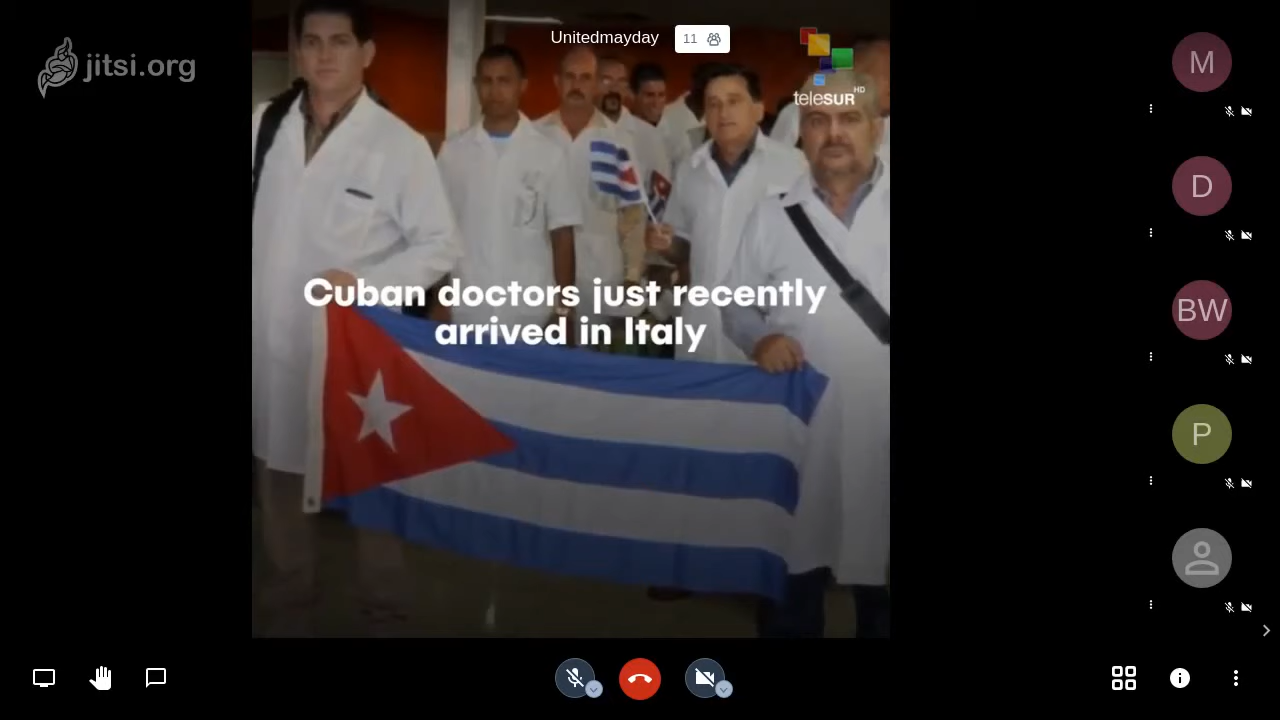 jitsi.org
Unitedmayday
11
teleSUR HD
M
D
BW
P
Cuban doctors just recently
arrived in Italy